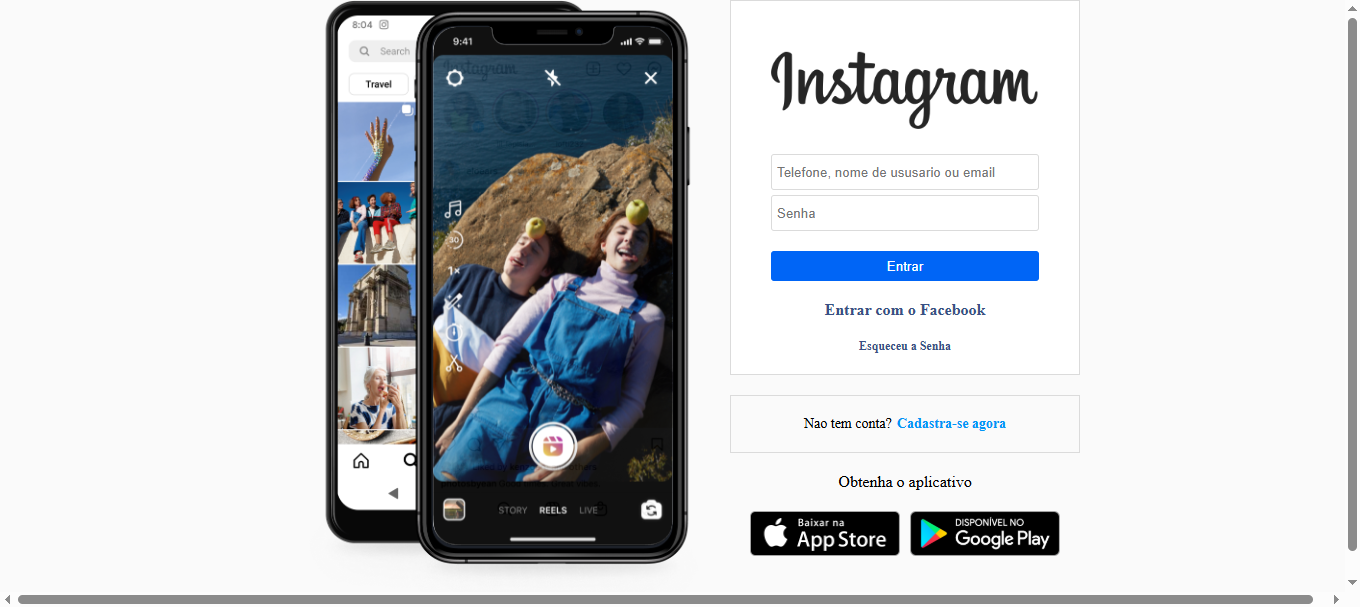 8:04
Search
Travel
9:41
30
1×
STORY REELS LIVE
Instagram
Telefone, nome de ususario ou email
Senha
Entrar
Entrar com o Facebook
Esqueceu a Senha
Nao tem conta? Cadastra-se agora
Obtenha o aplicativo
Baixar na
App Store
DISPONÍVEL NO
Google Play